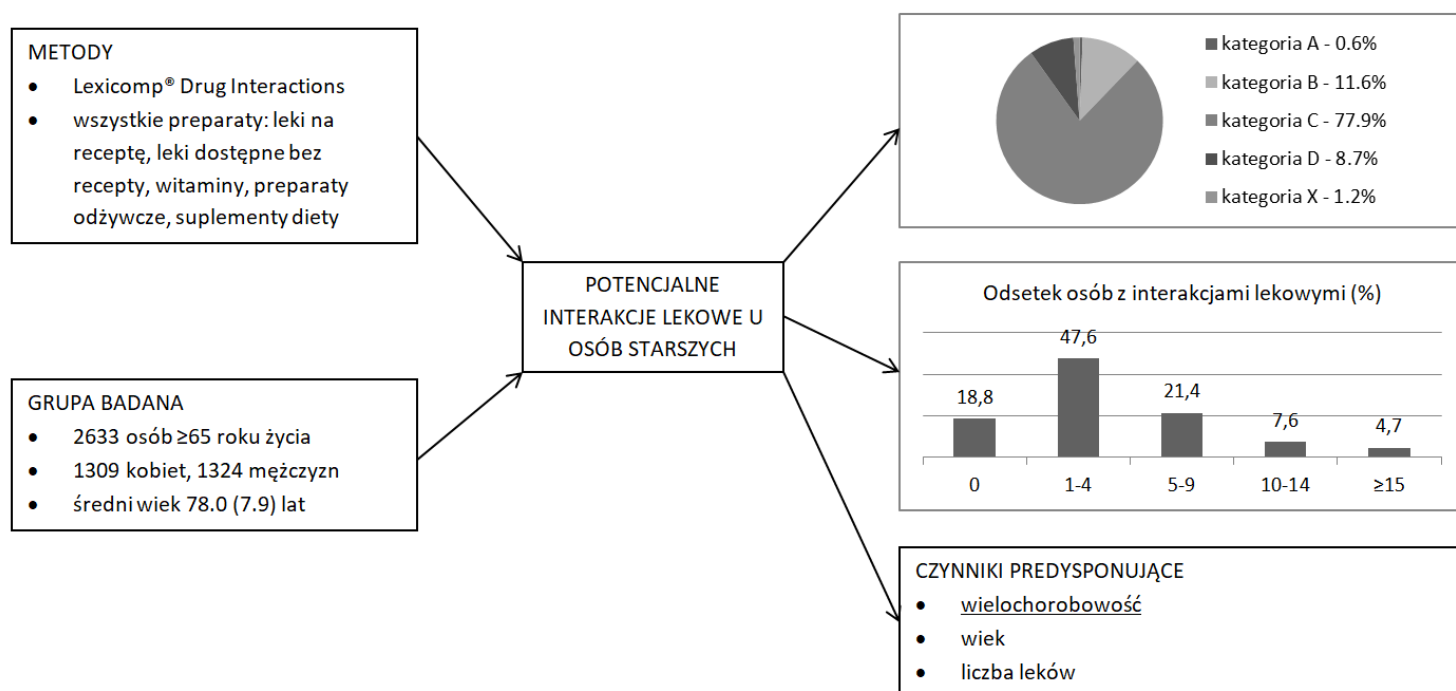 METODY
• Lexicomp® Drug Interactions
• wszystkie preparaty: leki na
receptę, leki dostępne bez
recepty, witaminy, preparaty
odżywcze, suplementy diety
GRUPA BADANA
• 2633 osób ≥65 roku życia
• 1309 kobiet, 1324 mężczyzn
• średni wiek 78.0 (7.9) lat
POTENCJALNE
INTERAKCJE LEKOWE U
OSÓB STARSZYCH
kategoria A - 0.6%
kategoria B - 11.6%
kategoria C - 77.9%
kategoria D - 8.7%
kategoria X - 1.2%
Odsetek osób z interakcjami lekowymi (%)
18,8 47,6 21,4 7,6 4,7
0 1-4 5-9 10-14 ≥15
CZYNNIKI PREDYSPONUJĄCE
• wielochorobowość
• wiek
• liczba leków